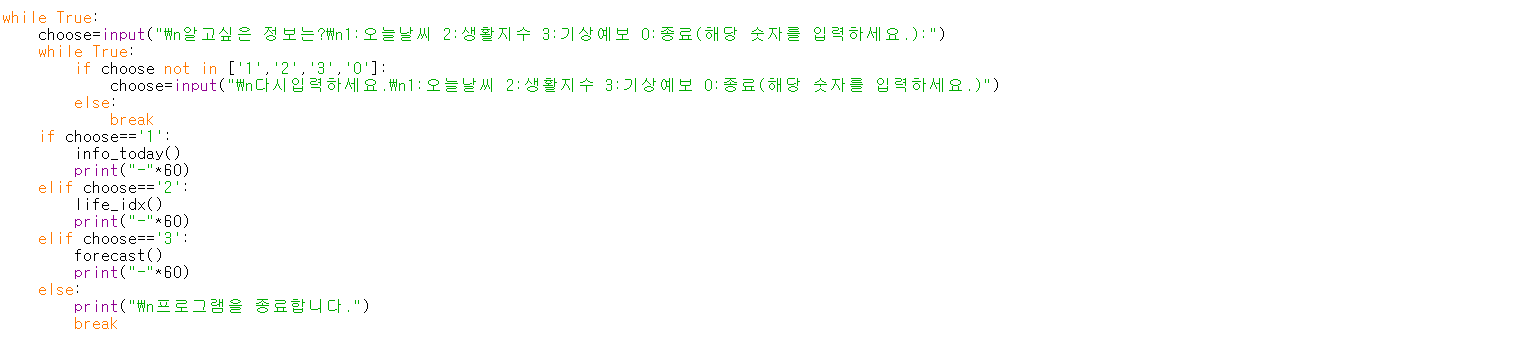 while True:
    choose=input("₩n알고싶은 정보는?₩n1:오늘날씨 2:생활지수 3:기상예보 0:종료(해당 숫자를 입력하세요.):")
    while True:
        if choose not in ['1','2','3','0']:
            choose=input("₩n다시입력하세요.₩n1:오늘날씨 2:생활지수 3:기상예보 0:종료(해당 숫자를 입력하세요.)")
        else:
            break
    if choose=='1':
        info_today()
        print("-"*60)
    elif choose=='2':
        life_idx()
        print("-"*60)
    elif choose=='3':
        forecast()
        print("-"*60)
    else:
        print("₩n프로그램을 종료합니다.")
        break